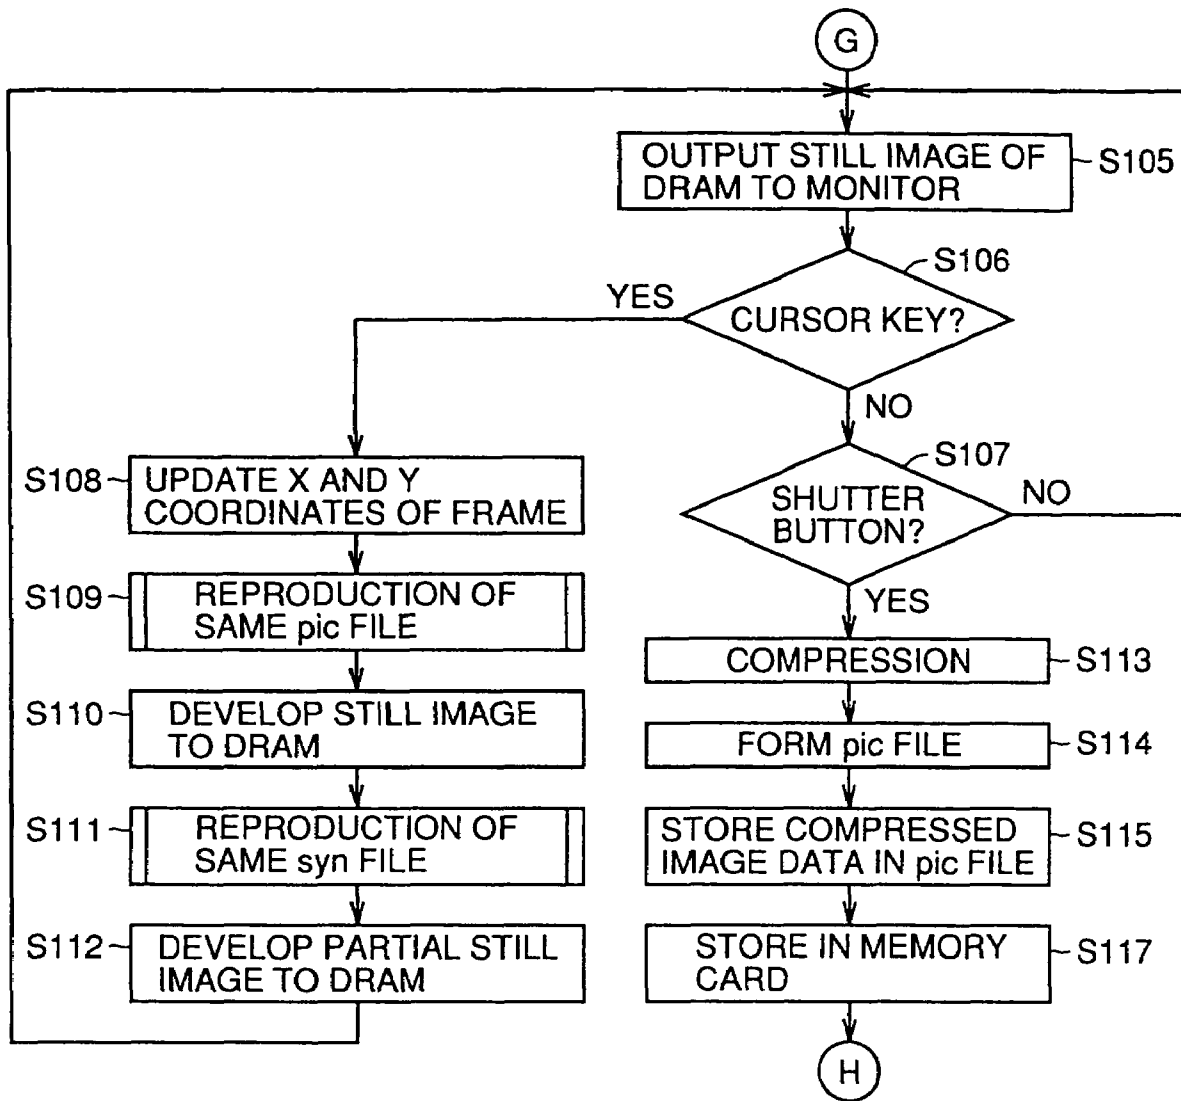 G
OUTPUT STILL IMAGE OF
DRAM TO MONITOR
S105
S106
CURSOR KEY?
YES
NO
S107
SHUTTER
BUTTON?
NO
YES
S108
UPDATE X AND Y
COORDINATES OF FRAME
S109
REPRODUCTION OF
SAME pic FILE
S110
DEVELOP STILL IMAGE
TO DRAM
S111
REPRODUCTION OF
SAME syn FILE
S112
DEVELOP PARTIAL STILL
IMAGE TO DRAM
COMPRESSION
S113
FORM pic FILE
S114
STORE COMPRESSED
IMAGE DATA IN pic FILE
S115
STORE IN MEMORY
CARD
S117
H